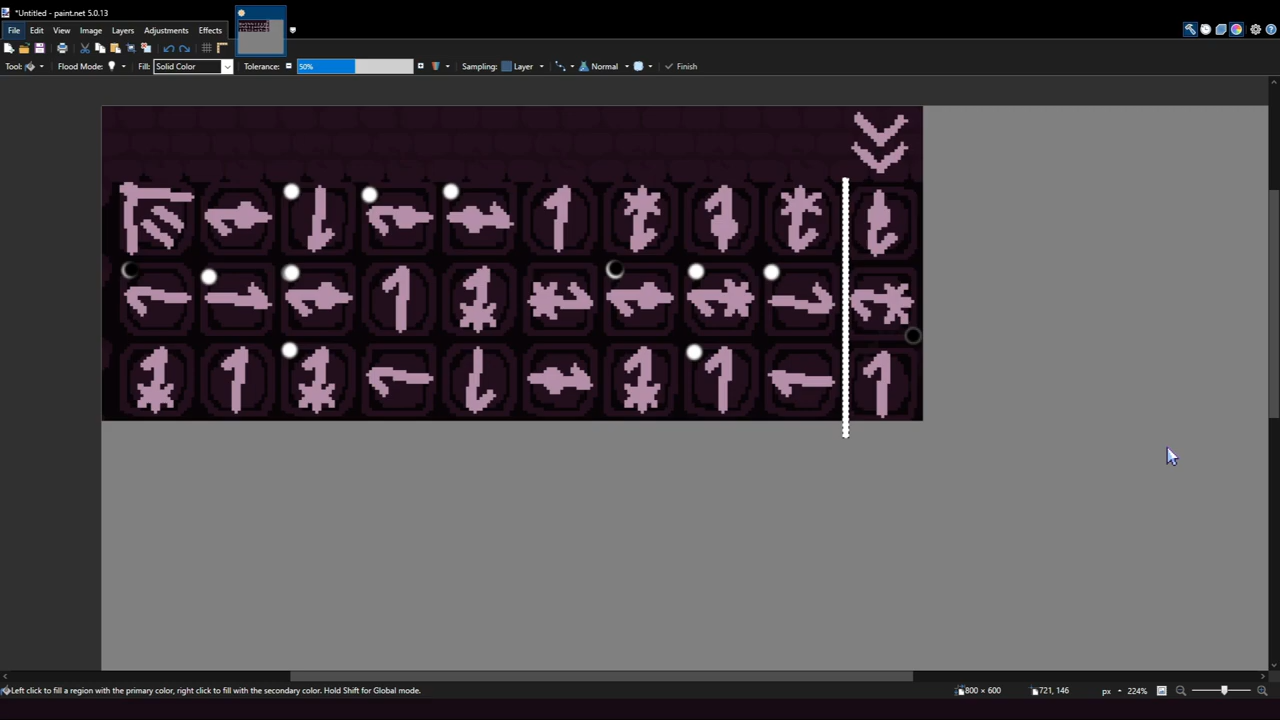 *Untitled - paint.net 5.0.13
File Edit View Image Layers Adjustments Effects
Tool: Flood Mode: Fill: Solid Color Tolerance: 50% Sampling: Layer Normal Finish
Left click to fill a region with the primary color, right click to fill with the secondary color. Hold Shift for Global mode. 800 × 600 721, 146 px 224%